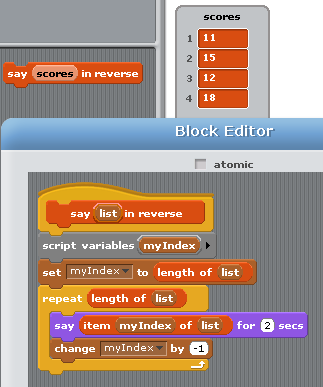 scores
1 11
2 15
3 12
4 18
say scores in reverse
Block Editor
atomic
say list in reverse
script variables myIndex
set myIndex to length of list
repeat length of list
say item myIndex of list for 2 secs
change myIndex by -1